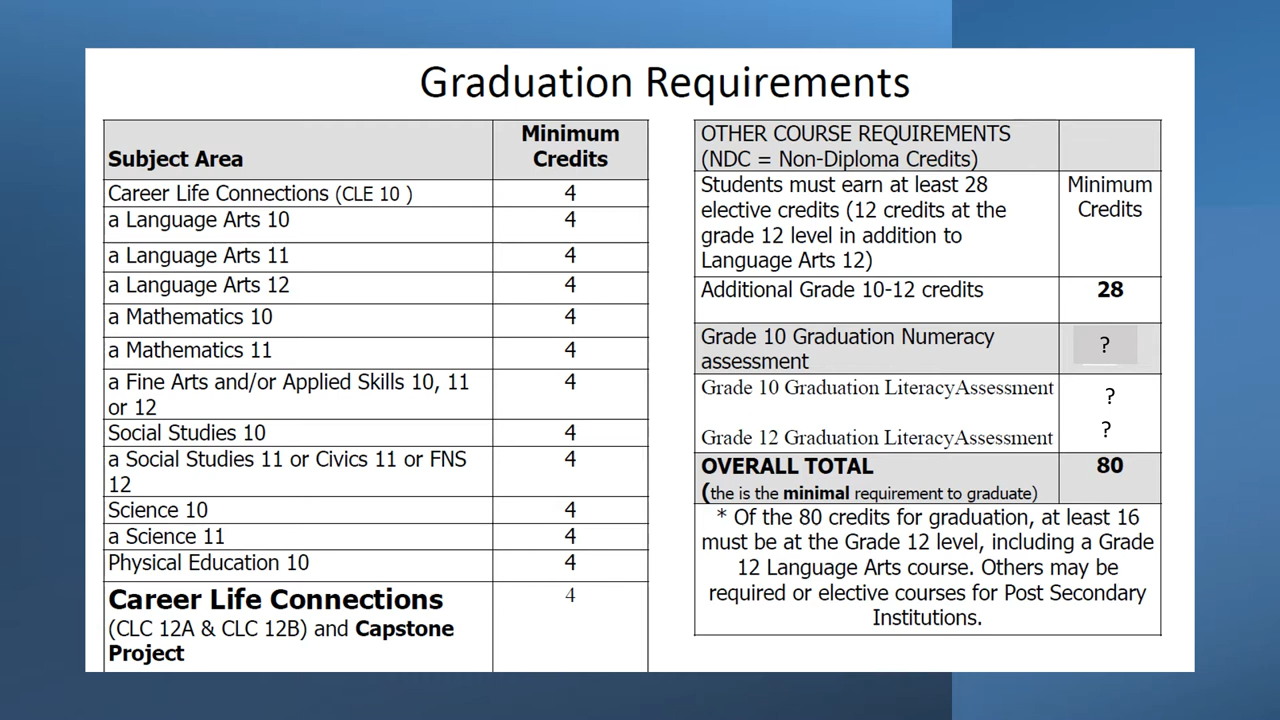 Graduation Requirements
Subject Area
Minimum
Credits
Career Life Connections (CLE 10 )
4
a Language Arts 10
4
a Language Arts 11
4
a Language Arts 12
4
a Mathematics 10
4
a Mathematics 11
4
a Fine Arts and/or Applied Skills 10, 11
or 12
4
Social Studies 10
4
a Social Studies 11 or Civics 11 or FNS
12
4
Science 10
4
a Science 11
4
Physical Education 10
4
Career Life Connections
(CLC 12A & CLC 12B) and Capstone
Project
4
OTHER COURSE REQUIREMENTS
(NDC = Non-Diploma Credits)
Students must earn at least 28
elective credits (12 credits at the
grade 12 level in addition to
Language Arts 12)
Minimum
Credits
Additional Grade 10-12 credits
28
Grade 10 Graduation Numeracy
assessment
?
Grade 10 Graduation LiteracyAssessment
?
Grade 12 Graduation LiteracyAssessment
?
OVERALL TOTAL
(the is the minimal requirement to graduate)
80
* Of the 80 credits for graduation, at least 16
must be at the Grade 12 level, including a Grade
12 Language Arts course. Others may be
required or elective courses for Post Secondary
Institutions.